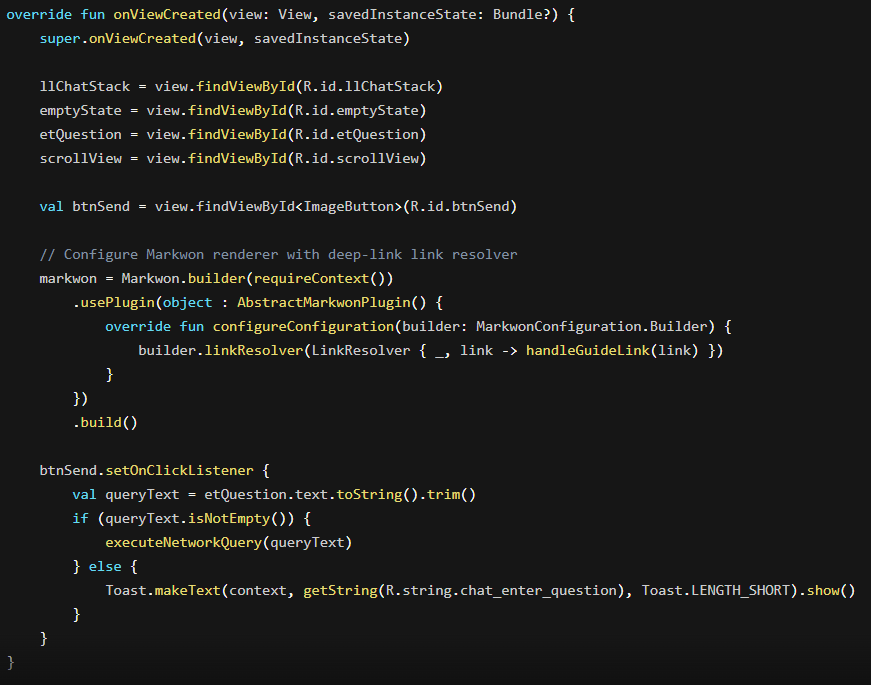 override fun onViewCreated(view: View, savedInstanceState: Bundle?) {
    super.onViewCreated(view, savedInstanceState)

    llChatStack = view.findViewById(R.id.llChatStack)
    emptyState = view.findViewById(R.id.emptyState)
    etQuestion = view.findViewById(R.id.etQuestion)
    scrollView = view.findViewById(R.id.scrollView)

    val btnSend = view.findViewById<ImageButton>(R.id.btnSend)

    // Configure Markwon renderer with deep-link link resolver
    markwon = Markwon.builder(requireContext())
        .usePlugin(object : AbstractMarkwonPlugin() {
            override fun configureConfiguration(builder: MarkwonConfiguration.Builder) {
                builder.linkResolver(LinkResolver { _, link -> handleGuideLink(link) })
            }
        })
        .build()

    btnSend.setOnClickListener {
        val queryText = etQuestion.text.toString().trim()
        if (queryText.isNotEmpty()) {
            executeNetworkQuery(queryText)
        } else {
            Toast.makeText(context, getString(R.string.chat_enter_question), Toast.LENGTH_SHORT).show()
        }
    }
}